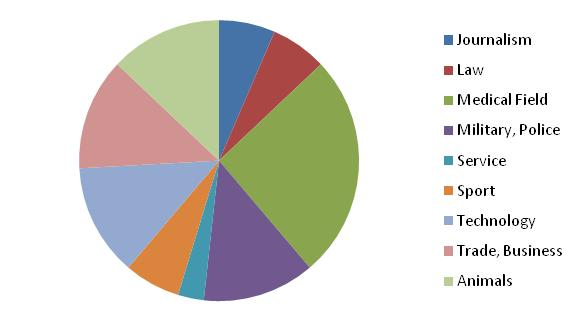 Journalism
Law
Medical Field
Military, Police
Service
Sport
Technology
Trade, Business
Animals